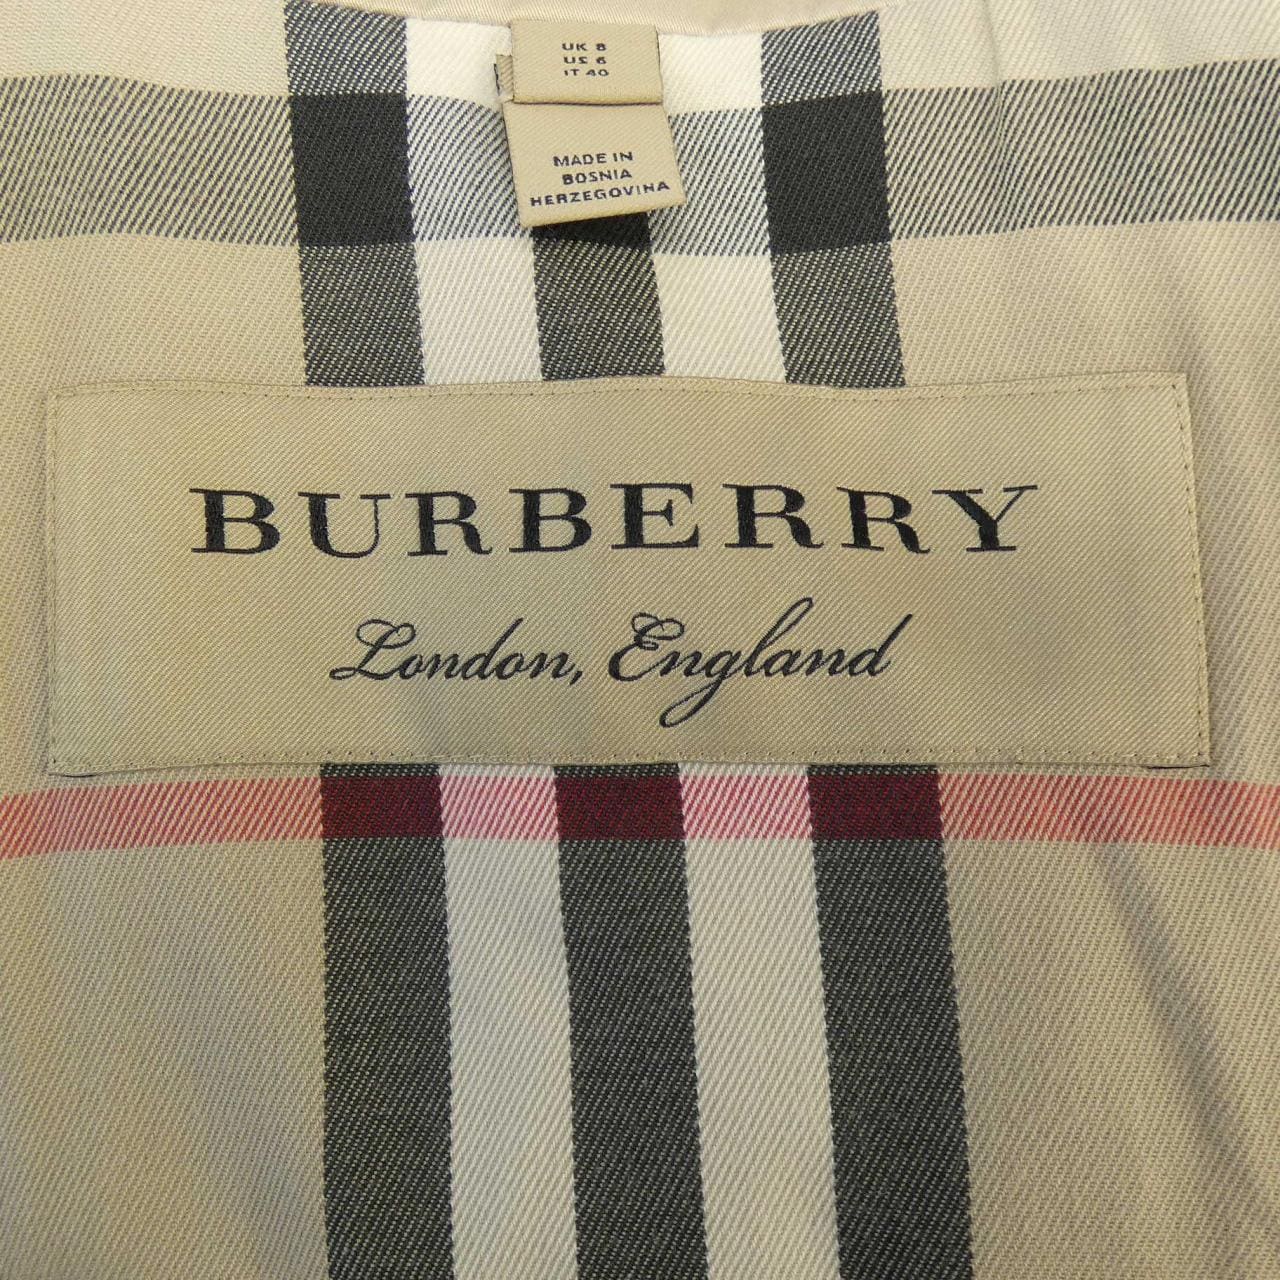 UK 8
US 6
IT 40
MADE IN
BOSNIA
HERZEGOVINA
BURBERRY
London, England